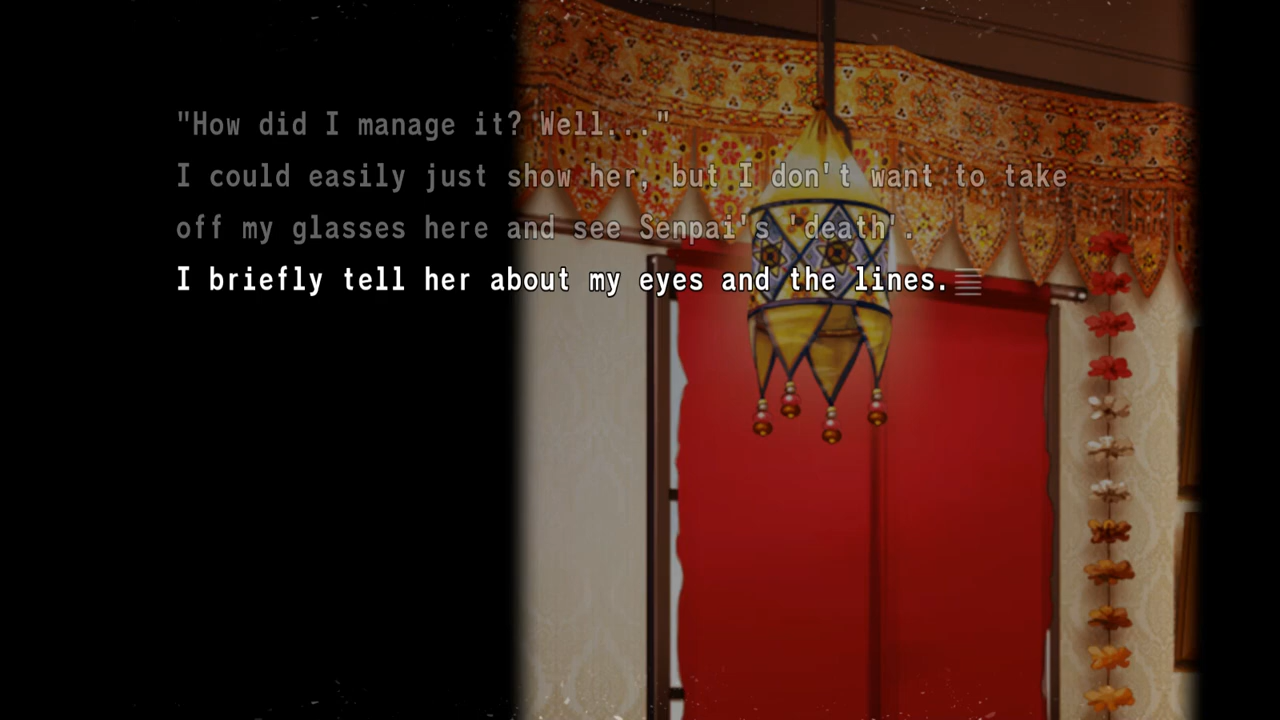 "How did I manage it? Well..."
I could easily just show her, but I don't want to take
off my glasses here and see Senpai's 'death'.
I briefly tell her about my eyes and the lines.